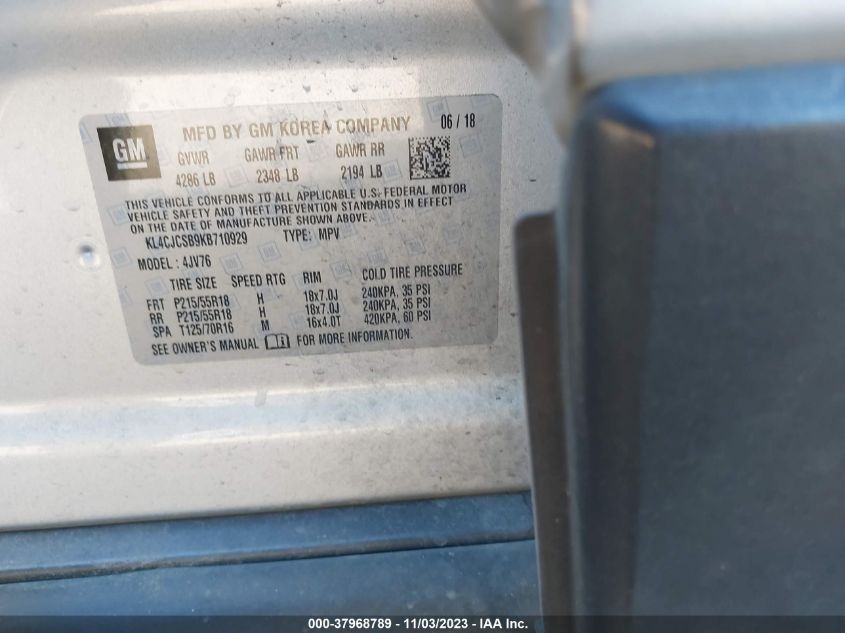 GM
MFD BY GM KOREA COMPANY 06 / 18
GVWR GAWR FRT GAWR RR
4286 LB 2348 LB 2194 LB
THIS VEHICLE CONFORMS TO ALL APPLICABLE U.S. FEDERAL MOTOR
VEHICLE SAFETY AND THEFT PREVENTION STANDARDS IN EFFECT
ON THE DATE OF MANUFACTURE SHOWN ABOVE.
KL4CJCSB9KB710929 TYPE: MPV
MODEL : 4JV76
TIRE SIZE SPEED RTG RIM COLD TIRE PRESSURE
FRT P215/55R18 H 18x7.0J 240KPA, 35 PSI
RR P215/55R18 H 18x7.0J 240KPA, 35 PSI
SPA T125/70R16 M 16x4.0T 420KPA, 60 PSI
SEE OWNER'S MANUAL FOR MORE INFORMATION.
000-37968789 - 11/03/2023 - IAA Inc.